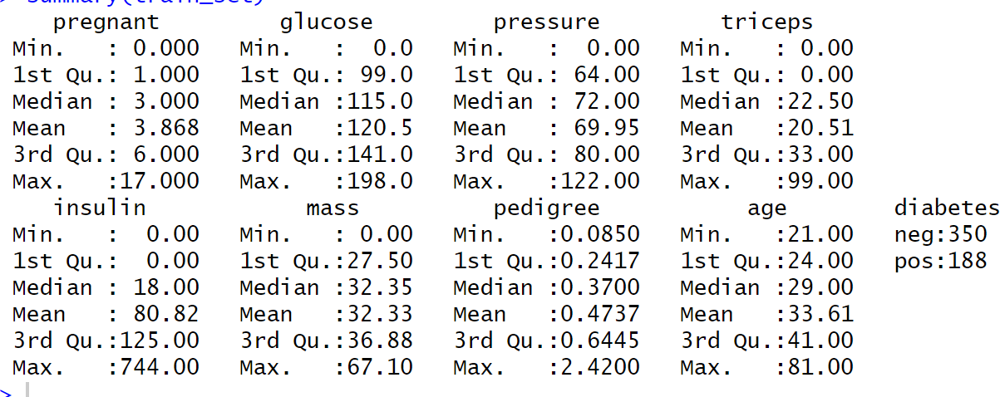 > summary(train_set)
    pregnant         glucose         pressure         triceps
 Min.   : 0.000   Min.   :  0.0   Min.   :  0.00   Min.   : 0.00
 1st Qu.: 1.000   1st Qu.: 99.0   1st Qu.: 64.00   1st Qu.: 0.00
 Median : 3.000   Median :115.0   Median : 72.00   Median :22.50
 Mean   : 3.868   Mean   :120.5   Mean   : 69.95   Mean   :20.51
 3rd Qu.: 6.000   3rd Qu.:141.0   3rd Qu.: 80.00   3rd Qu.:33.00
 Max.   :17.000   Max.   :198.0   Max.   :122.00   Max.   :99.00
    insulin            mass          pedigree           age        diabetes
 Min.   :  0.00   Min.   : 0.00   Min.   :0.0850   Min.   :21.00   neg:350
 1st Qu.:  0.00   1st Qu.:27.50   1st Qu.:0.2417   1st Qu.:24.00   pos:188
 Median : 18.00   Median :32.35   Median :0.3700   Median :29.00
 Mean   : 80.82   Mean   :32.33   Mean   :0.4737   Mean   :33.61
 3rd Qu.:125.00   3rd Qu.:36.88   3rd Qu.:0.6445   3rd Qu.:41.00
 Max.   :744.00   Max.   :67.10   Max.   :2.4200   Max.   :81.00
>